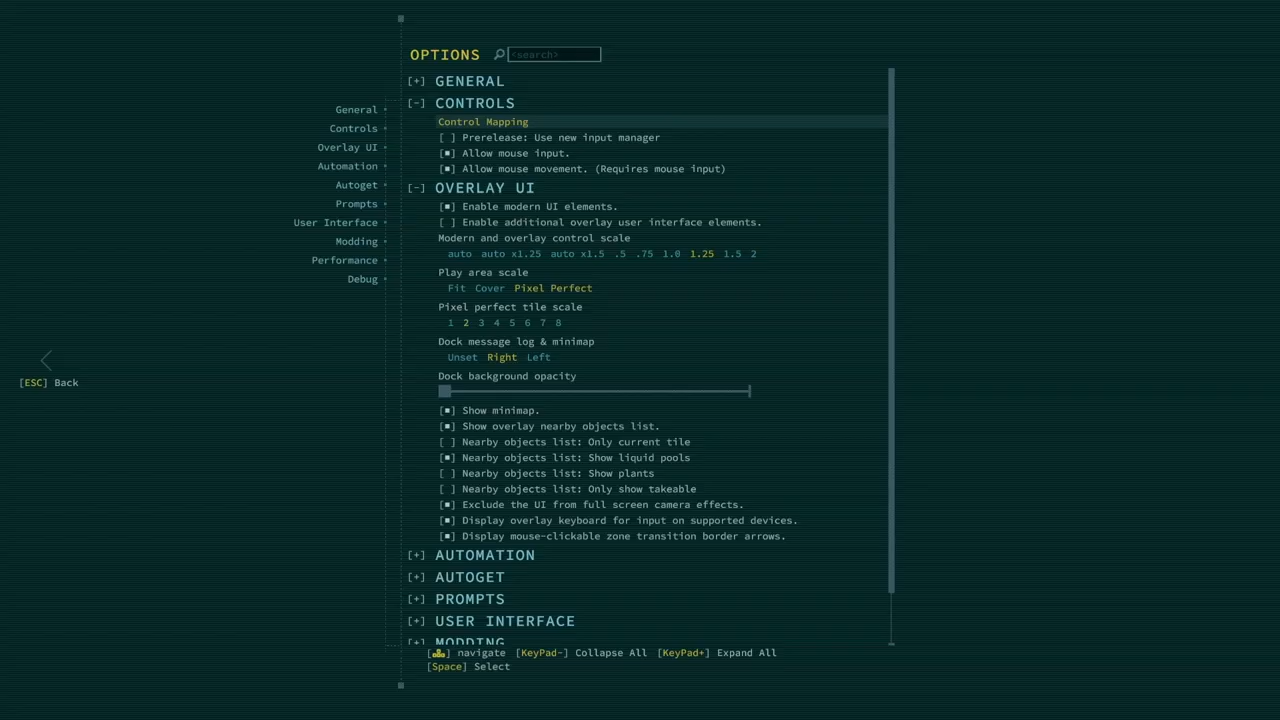 OPTIONS <search>
[+] GENERAL
[-] CONTROLS
Control Mapping
[ ] Prerelease: Use new input manager
[■] Allow mouse input.
[■] Allow mouse movement. (Requires mouse input)
[-] OVERLAY UI
[■] Enable modern UI elements.
[ ] Enable additional overlay user interface elements.
Modern and overlay control scale
auto auto x1.25 auto x1.5 .5 .75 1.0 1.25 1.5 2
Play area scale
Fit Cover Pixel Perfect
Pixel perfect tile scale
1 2 3 4 5 6 7 8
Dock message log & minimap
Unset Right Left
Dock background opacity
[■] Show minimap.
[■] Show overlay nearby objects list.
[ ] Nearby objects list: Only current tile
[■] Nearby objects list: Show liquid pools
[ ] Nearby objects list: Show plants
[ ] Nearby objects list: Only show takeable
[■] Exclude the UI from full screen camera effects.
[■] Display overlay keyboard for input on supported devices.
[■] Display mouse-clickable zone transition border arrows.
[+] AUTOMATION
[+] AUTOGET
[+] PROMPTS
[+] USER INTERFACE
[+] MODDING
General
Controls
Overlay UI
Automation
Autoget
Prompts
User Interface
Modding
Performance
Debug
[ESC] Back
navigate [KeyPad-] Collapse All [KeyPad+] Expand All
[Space] Select